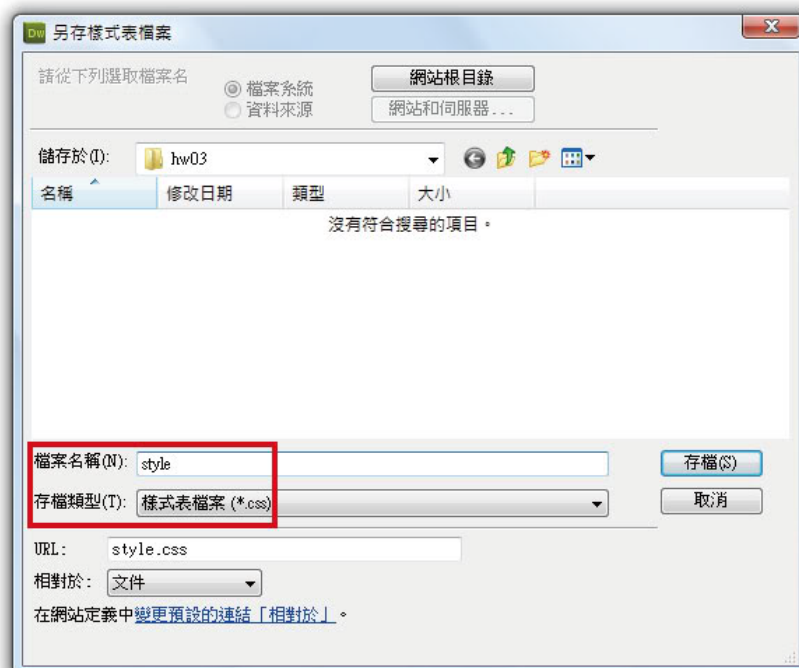 Dw 另存樣式表檔案
請從下列選取檔案名
檔案系統
資料來源
網站根目錄
網站和伺服器...
儲存於(I): hw03
名稱 修改日期 類型 大小
沒有符合搜尋的項目。
檔案名稱(N): style 存檔(S)
存檔類型(T): 樣式表檔案 (*.css) 取消
URL: style.css
相對於: 文件
在網站定義中變更預設的連結「相對於」。